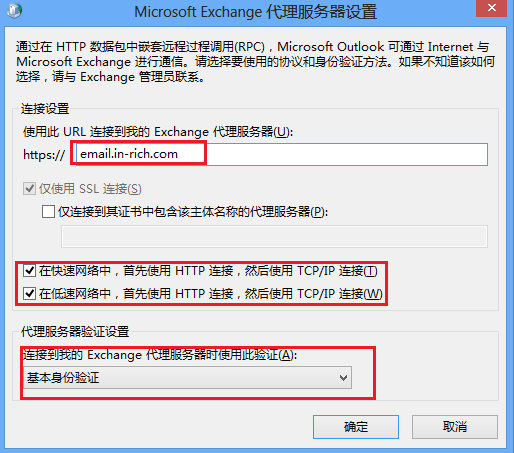 Microsoft Exchange 代理服务器设置
通过在 HTTP 数据包中嵌套远程过程调用(RPC)，Microsoft Outlook 可通过 Internet 与
Microsoft Exchange 进行通信。请选择要使用的协议和身份验证方法。如果不知道该如何
选择，请与 Exchange 管理员联系。
连接设置
使用此 URL 连接到我的 Exchange 代理服务器(U):
https:// email.in-rich.com
仅使用 SSL 连接(S)
仅连接到其证书中包含该主体名称的代理服务器(P):
在快速网络中，首先使用 HTTP 连接，然后使用 TCP/IP 连接(T)
在低速网络中，首先使用 HTTP 连接，然后使用 TCP/IP 连接(W)
代理服务器验证设置
连接到我的 Exchange 代理服务器时使用此验证(A):
基本身份验证
确定 取消